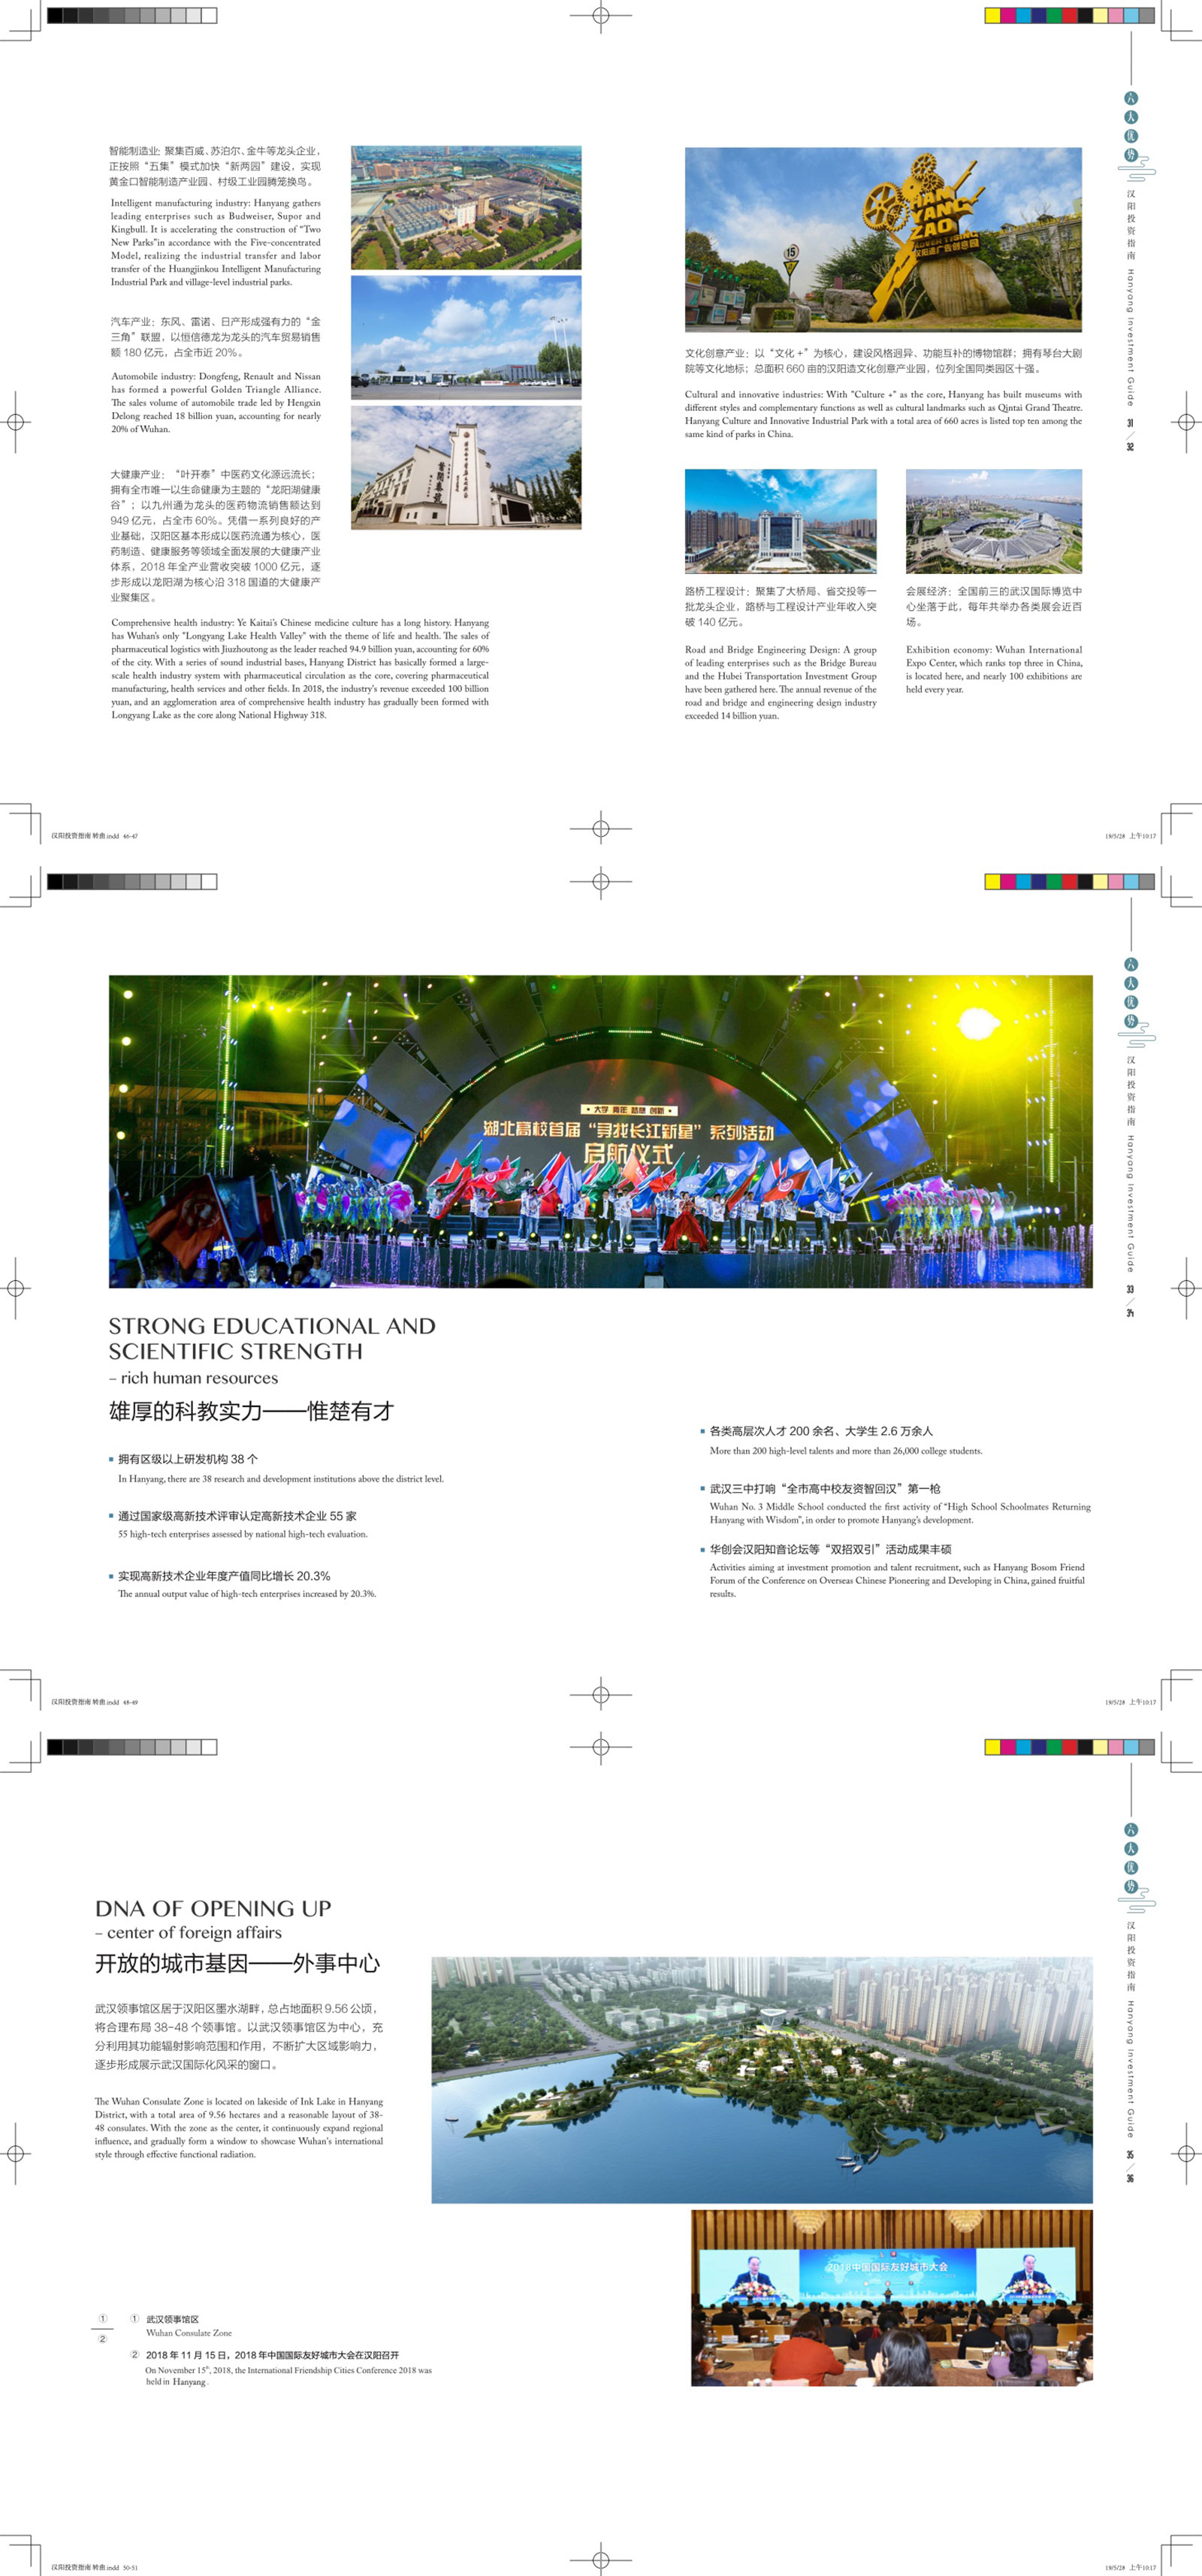 智能制造业：聚集百威、苏泊尔、金牛等龙头企业，
正按照“五集”模式加快“新两园”建设，实现
黄金口智能制造产业园、村级工业园腾笼换鸟。
Intelligent manufacturing industry: Hanyang gathers
leading enterprises such as Budweiser, Supor and
Kingbull. It is accelerating the construction of "Two
New Parks"in accordance with the Five-concentrated
Model, realizing the industrial transfer and labor
transfer of the Huangjinkou Intelligent Manufacturing
Industrial Park and village-level industrial parks.
汽车产业：东风、雷诺、日产形成强有力的“金
三角”联盟，以恒信德龙为龙头的汽车贸易销售
额 180 亿元，占全市近 20%。
Automobile industry: Dongfeng, Renault and Nissan
has formed a powerful Golden Triangle Alliance.
The sales volume of automobile trade led by Hengxin
Delong reached 18 billion yuan, accounting for nearly
20% of Wuhan.
大健康产业：“叶开泰”中医药文化源远流长；
拥有全市唯一以生命健康为主题的“龙阳湖健康
谷”；以九州通为龙头的医药物流销售额达到
949 亿元，占全市 60%。凭借一系列良好的产
业基础，汉阳区基本形成以医药流通为核心，医
药制造、健康服务等领域全面发展的大健康产业
体系，2018 年全产业营收突破 1000 亿元，逐
步形成以龙阳湖为核心沿 318 国道的大健康产
业聚集区。
Comprehensive health industry: Ye Kaitai's Chinese medicine culture has a long history. Hanyang
has Wuhan's only "Longyang Lake Health Valley" with the theme of life and health. The sales of
pharmaceutical logistics with Jiuzhoutong as the leader reached 94.9 billion yuan, accounting for 60%
of the city. With a series of sound industrial bases, Hanyang District has basically formed a large-
scale health industry system with pharmaceutical circulation as the core, covering pharmaceutical
manufacturing, health services and other fields. In 2018, the industry's revenue exceeded 100 billion
yuan, and an agglomeration area of comprehensive health industry has gradually been formed with
Longyang Lake as the core along National Highway 318.
HAN
YANG
ZAO
ADVERTISING
汉阳造广告创意园
15
文化创意产业：以“文化 +”为核心，建设风格迥异、功能互补的博物馆群；拥有琴台大剧
院等文化地标；总面积 660 亩的汉阳造文化创意产业园，位列全国同类园区十强。
Cultural and innovative industries: With "Culture +" as the core, Hanyang has built museums with
different styles and complementary functions as well as cultural landmarks such as Qintai Grand Theatre.
Hanyang Culture and Innovative Industrial Park with a total area of 660 acres is listed top ten among the
same kind of parks in China.
路桥工程设计：聚集了大桥局、省交投等一
批龙头企业，路桥与工程设计产业年收入突
破 140 亿元。
Road and Bridge Engineering Design: A group
of leading enterprises such as the Bridge Bureau
and the Hubei Transportation Investment Group
have been gathered here. The annual revenue of the
road and bridge and engineering design industry
exceeded 14 billion yuan.
会展经济：全国前三的武汉国际博览中
心坐落于此，每年共举办各类展会近百
场。
Exhibition economy: Wuhan International
Expo Center, which ranks top three in China,
is located here, and nearly 100 exhibitions are
held every year.
六大优势
汉阳投资指南 Hanyang Investment Guide
31
32
汉阳投资指南 转曲.indd 46-47
19/5/28 上午10:17
大学 青年 梦想 创新
湖北高校首届“寻找长江新星”系列活动
启航仪式
STRONG EDUCATIONAL AND
SCIENTIFIC STRENGTH
– rich human resources
雄厚的科教实力——惟楚有才
拥有区级以上研发机构 38 个
In Hanyang, there are 38 research and development institutions above the district level.
通过国家级高新技术评审认定高新技术企业 55 家
55 high-tech enterprises assessed by national high-tech evaluation.
实现高新技术企业年度产值同比增长 20.3%
The annual output value of high-tech enterprises increased by 20.3%.
各类高层次人才 200 余名、大学生 2.6 万余人
More than 200 high-level talents and more than 26,000 college students.
武汉三中打响“全市高中校友资智回汉”第一枪
Wuhan No. 3 Middle School conducted the first activity of "High School Schoolmates Returning
Hanyang with Wisdom", in order to promote Hanyang's development.
华创会汉阳知音论坛等“双招双引”活动成果丰硕
Activities aiming at investment promotion and talent recruitment, such as Hanyang Bosom Friend
Forum of the Conference on Overseas Chinese Pioneering and Developing in China, gained fruitful
results.
六大优势
汉阳投资指南 Hanyang Investment Guide
33
34
汉阳投资指南 转曲.indd 48-49
19/5/28 上午10:17
DNA OF OPENING UP
– center of foreign affairs
开放的城市基因——外事中心
武汉领事馆区居于汉阳区墨水湖畔，总占地面积 9.56 公顷，
将合理布局 38-48 个领事馆。以武汉领事馆区为中心，充
分利用其功能辐射影响范围和作用，不断扩大区域影响力，
逐步形成展示武汉国际化风采的窗口。
The Wuhan Consulate Zone is located on lakeside of Ink Lake in Hanyang
District, with a total area of 9.56 hectares and a reasonable layout of 38-
48 consulates. With the zone as the center, it continuously expand regional
influence, and gradually form a window to showcase Wuhan's international
style through effective functional radiation.
2018中国国际友好城市大会
①
②
① 武汉领事馆区
Wuhan Consulate Zone
② 2018 年 11 月 15 日，2018 年中国国际友好城市大会在汉阳召开
On November 15th, 2018, the International Friendship Cities Conference 2018 was
held in Hanyang.
六大优势
汉阳投资指南 Hanyang Investment Guide
35
36
汉阳投资指南 转曲.indd 50-51
19/5/28 上午10:17